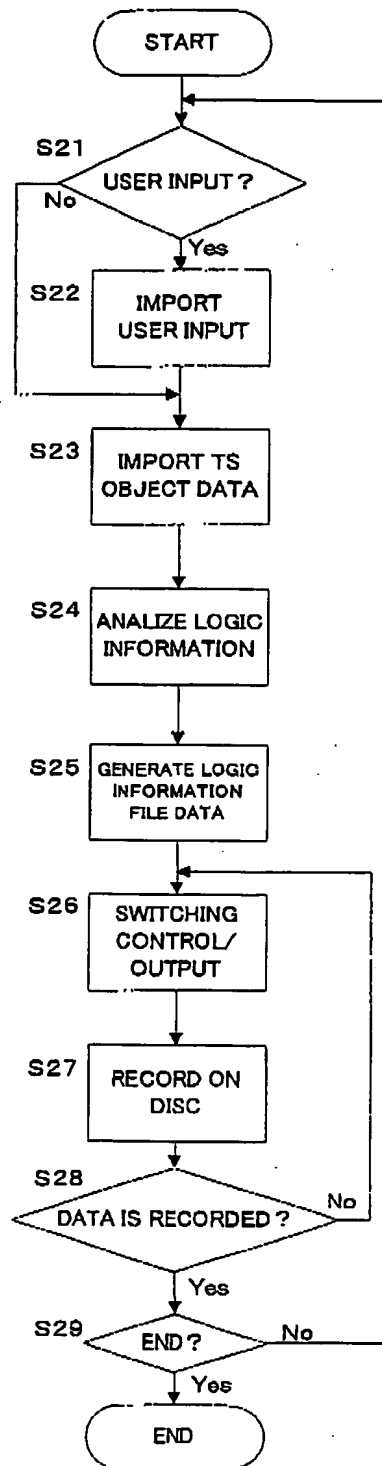 START
S21
USER INPUT ?
No
Yes
S22
IMPORT
USER INPUT
S23
IMPORT TS
OBJECT DATA
S24
ANALIZE LOGIC
INFORMATION
S25
GENERATE LOGIC
INFORMATION
FILE DATA
S26
SWITCHING
CONTROL/
OUTPUT
S27
RECORD ON
DISC
S28
DATA IS RECORDED ?
No
Yes
S29
END ?
No
Yes
END